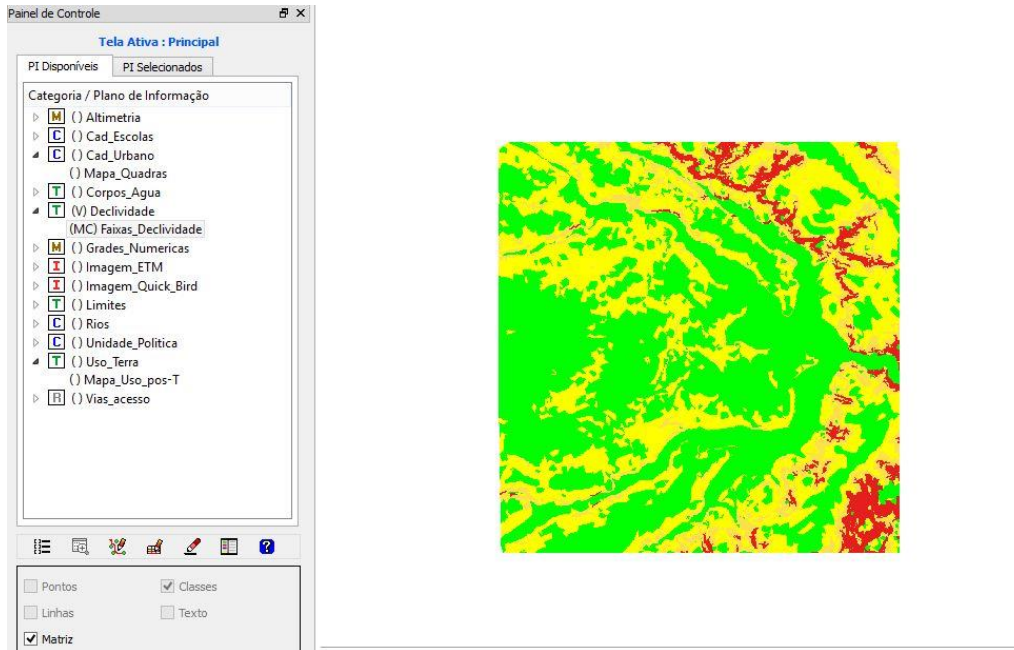 Painel de Controle
Tela Ativa : Principal
PI Disponíveis PI Selecionados
Categoria / Plano de Informação
M () Altimetria
C () Cad_Escolas
C () Cad_Urbano
() Mapa_Quadras
T () Corpos_Agua
T (V) Declividade
(MC) Faixas_Declividade
M () Grades_Numericas
I () Imagem_ETM
I () Imagem_Quick_Bird
T () Limites
C () Rios
C () Unidade_Politica
T () Uso_Terra
() Mapa_Uso_pos-T
R () Vias_acesso
Pontos Classes
Linhas Texto
Matriz